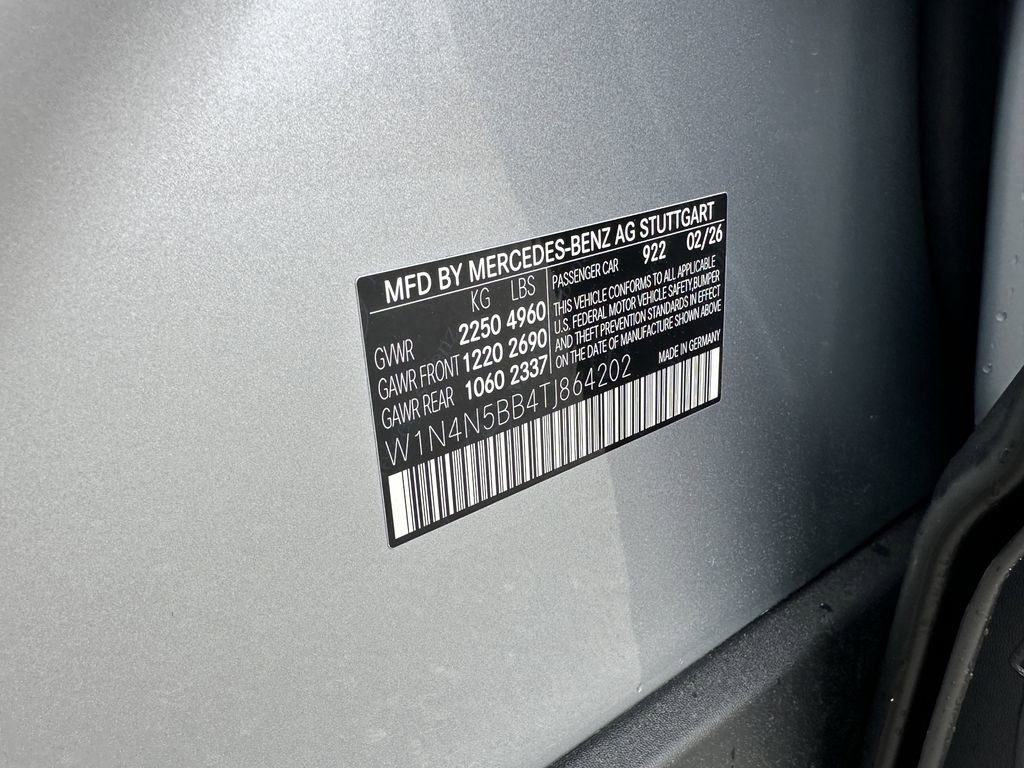 MFD BY MERCEDES-BENZ AG STUTTGART
KG LBS
GVWR 2250 4960
GAWR FRONT 1220 2690
GAWR REAR 1060 2337
PASSENGER CAR 922 02/26
THIS VEHICLE CONFORMS TO ALL APPLICABLE
U.S. FEDERAL MOTOR VEHICLE SAFETY,BUMPER
AND THEFT PREVENTION STANDARDS IN EFFECT
ON THE DATE OF MANUFACTURE SHOWN ABOVE
MADE IN GERMANY
W1N4N5BB4TJ864202